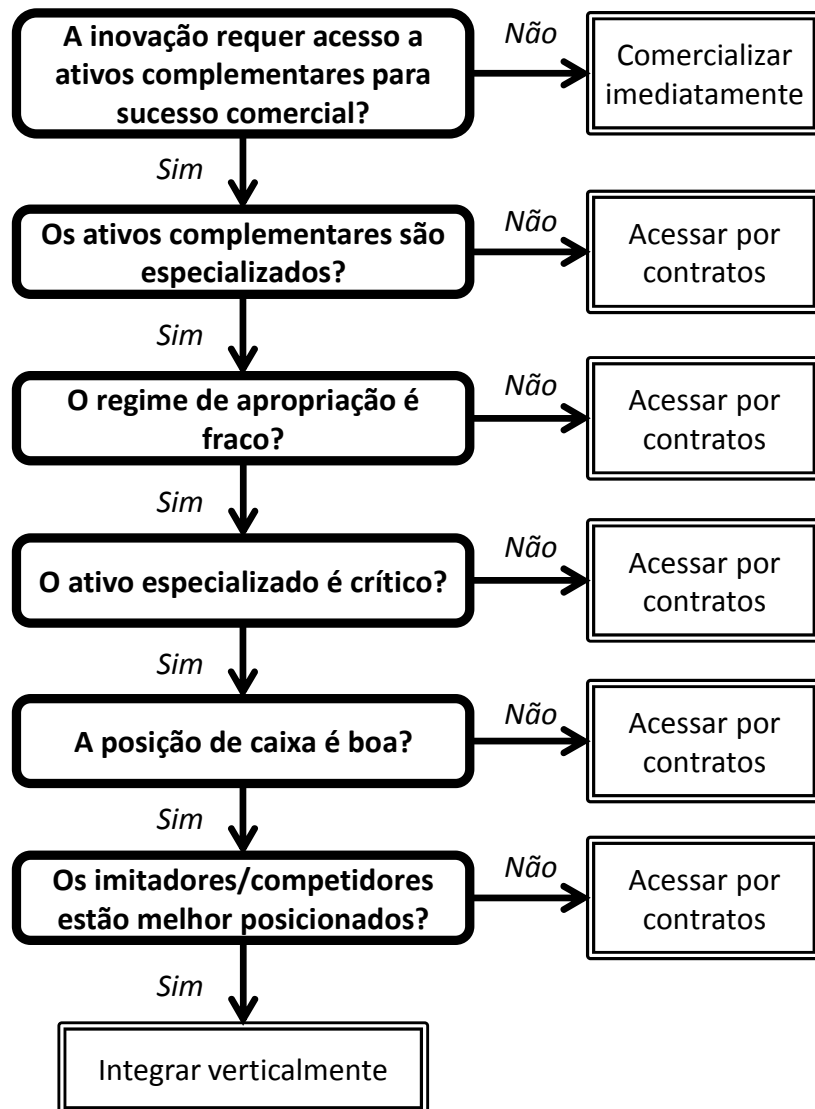 A inovação requer acesso a
ativos complementares para
sucesso comercial?
Não
Comercializar
imediatamente
Sim
Os ativos complementares são
especializados?
Não
Acessar por
contratos
Sim
O regime de apropriação é
fraco?
Não
Acessar por
contratos
Sim
O ativo especializado é crítico?
Não
Acessar por
contratos
Sim
A posição de caixa é boa?
Não
Acessar por
contratos
Sim
Os imitadores/competidores
estão melhor posicionados?
Não
Acessar por
contratos
Sim
Integrar verticalmente